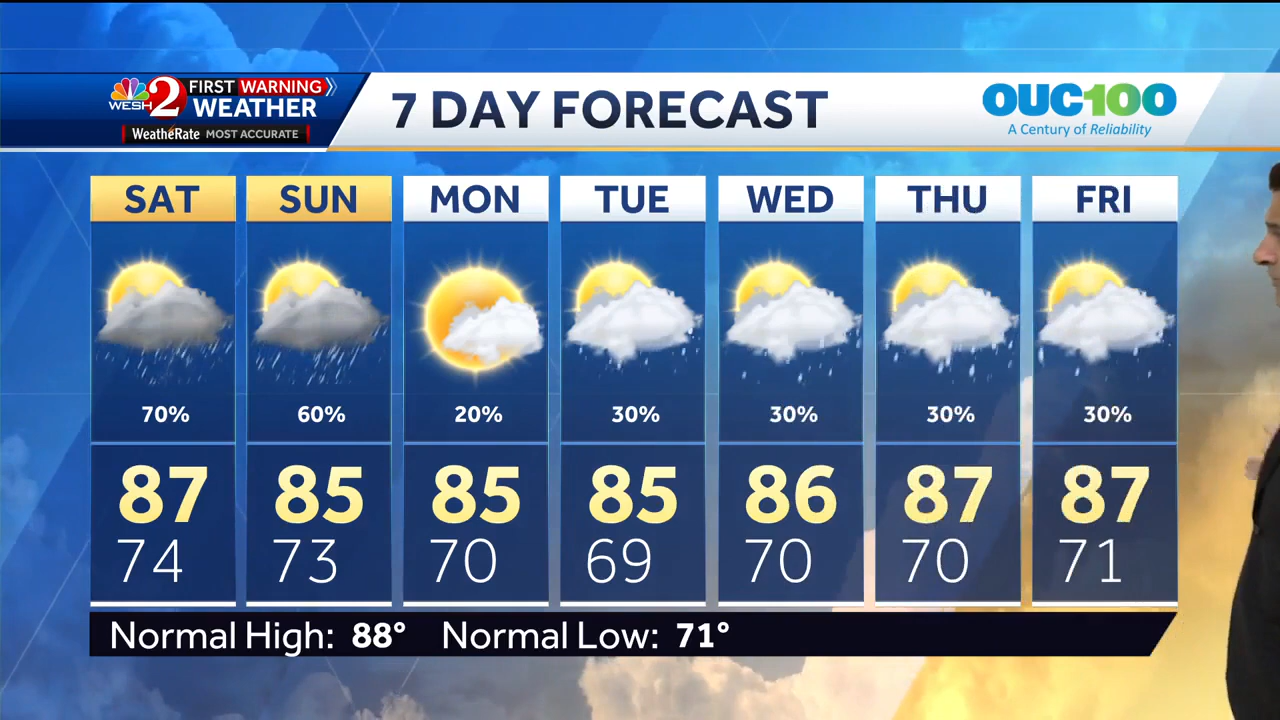 WESH 2 FIRST WARNING WEATHER
WeatheRate MOST ACCURATE
7 DAY FORECAST
OUC100
A Century of Reliability
SAT SUN MON TUE WED THU FRI
70% 60% 20% 30% 30% 30% 30%
87 85 85 85 86 87 87
74 73 70 69 70 70 71
Normal High: 88° Normal Low: 71°